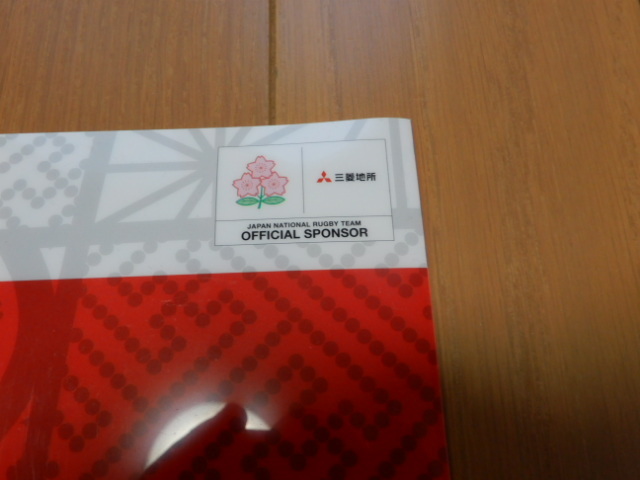 三菱地所
JAPAN NATIONAL RUGBY TEAM
OFFICIAL SPONSOR